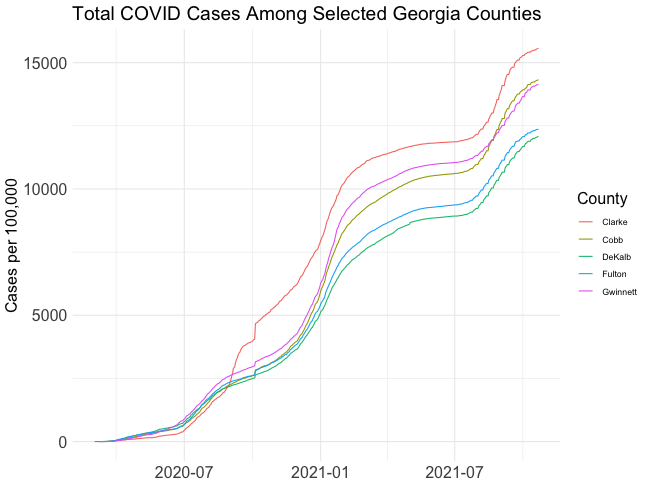 Total COVID Cases Among Selected Georgia Counties
15000
10000
5000
0
Cases per 100,000
2020-07
2021-01
2021-07
County
Clarke
Cobb
DeKalb
Fulton
Gwinnett